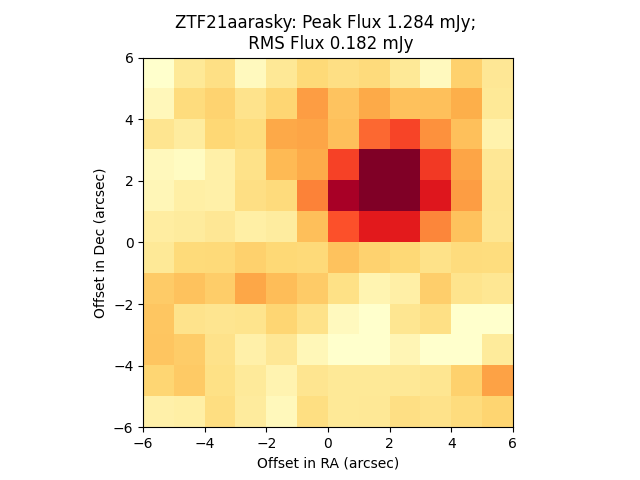 ZTF21aarasky: Peak Flux 1.284 mJy;
RMS Flux 0.182 mJy
6
4
2
0
−2
−4
−6
Offset in Dec (arcsec)
−6 −4 −2 0 2 4 6
Offset in RA (arcsec)